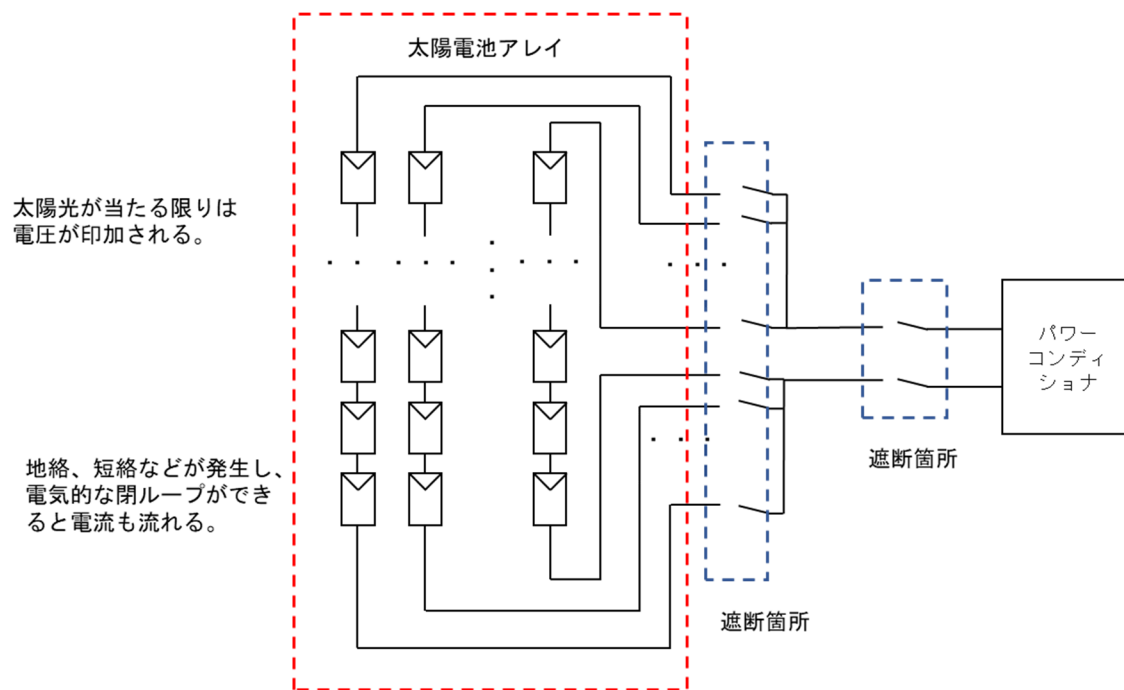 太陽電池アレイ
太陽光が当たる限りは
電圧が印加される。
パワー
コンディ
ショナ
遮断箇所
地絡、短絡などが発生し、
電気的な閉ループができ
ると電流も流れる。
遮断箇所